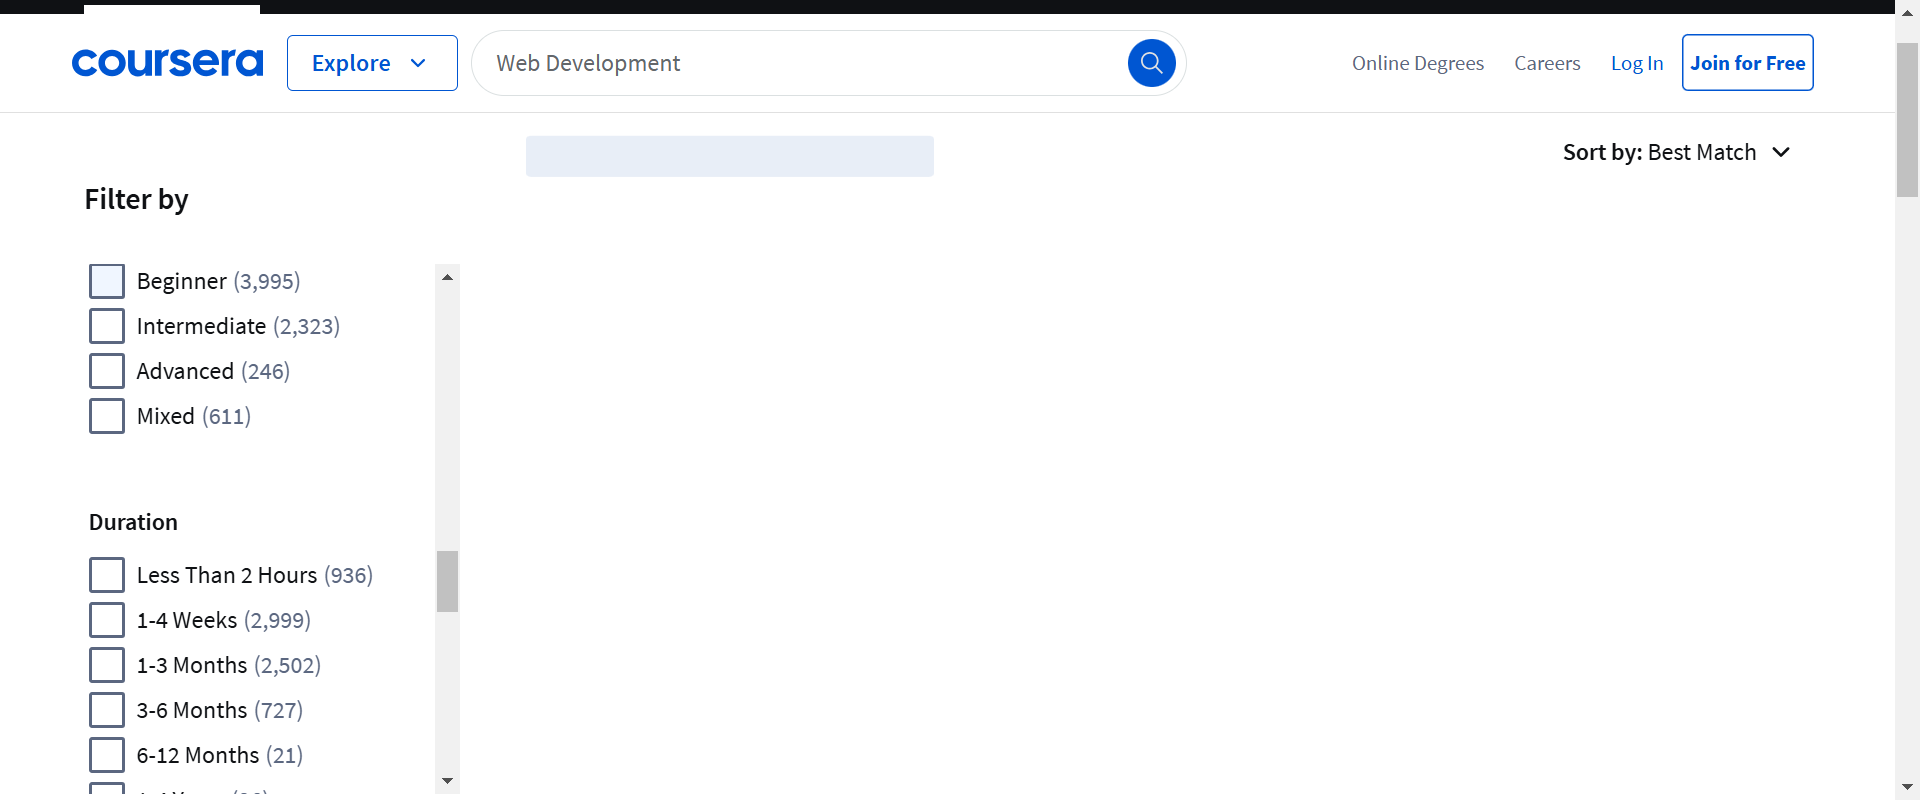 coursera
Explore
Web Development
Online Degrees
Careers
Log In
Join for Free
Sort by: Best Match
Filter by
Beginner (3,995)
Intermediate (2,323)
Advanced (246)
Mixed (611)
Duration
Less Than 2 Hours (936)
1-4 Weeks (2,999)
1-3 Months (2,502)
3-6 Months (727)
6-12 Months (21)